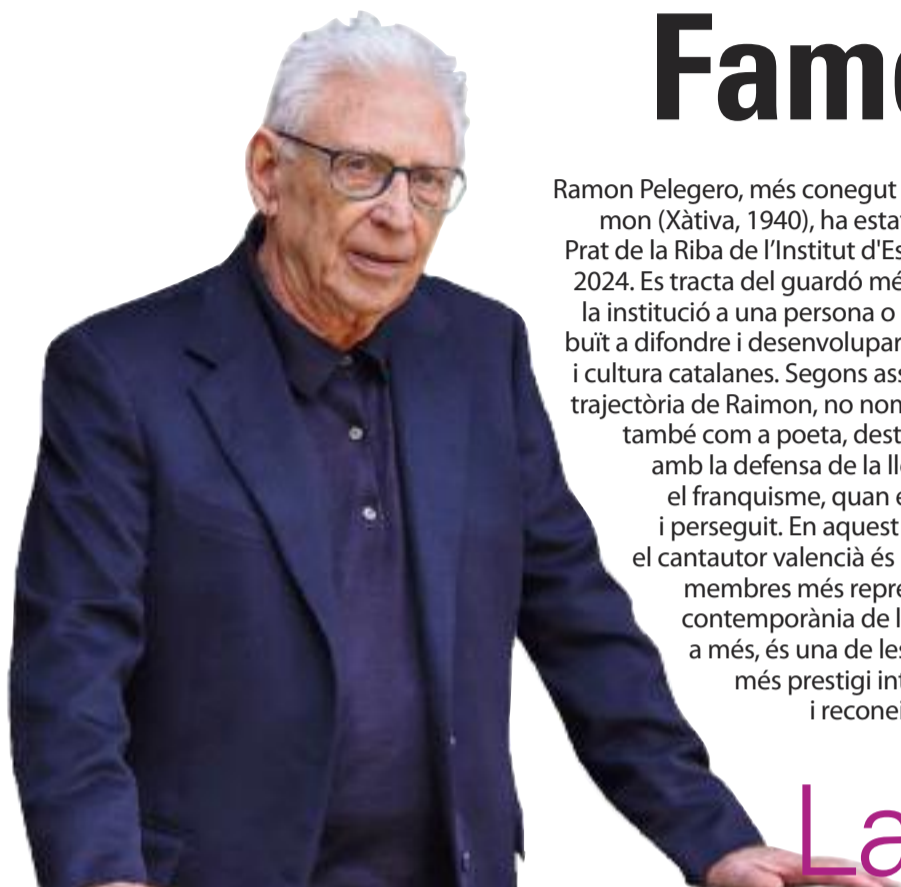 Fam
Ramon Pelegero, més conegut
mon (Xàtiva, 1940), ha esta
Prat de la Riba de l'Institut d'Es
2024. Es tracta del guardó mé
la institució a una persona o
buït a difondre i desenvolupar
i cultura catalanes. Segons ass
trajectòria de Raimon, no nom
també com a poeta, dest
amb la defensa de la ll
el franquisme, quan e
i perseguit. En aquest
el cantautor valencià és
membres més repre
contemporània de l
a més, és una de les
més prestigi int
i reconei
La